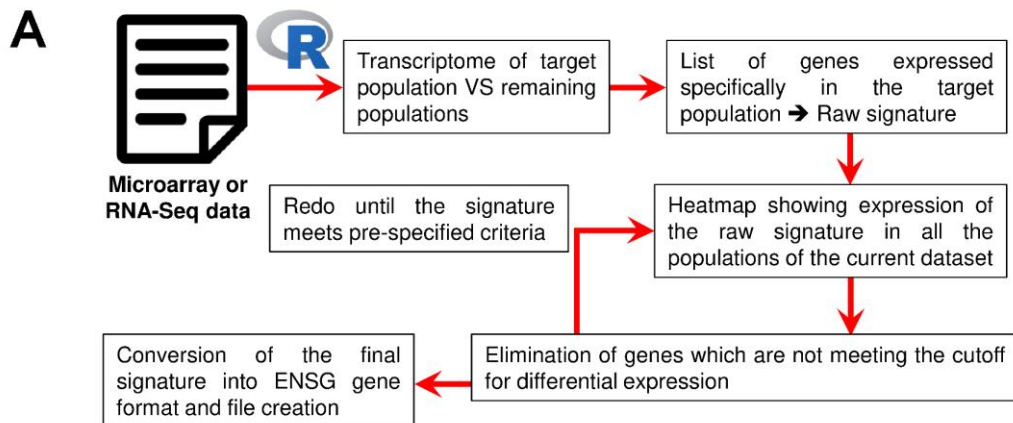 A
R
Transcriptome of target
population VS remaining
populations
List of genes expressed
specifically in the target
population ➔ Raw signature
Microarray or
RNA-Seq data
Redo until the signature
meets pre-specified criteria
Heatmap showing expression of
the raw signature in all the
populations of the current dataset
Conversion of the final
signature into ENSG gene
format and file creation
Elimination of genes which are not meeting the cutoff
for differential expression